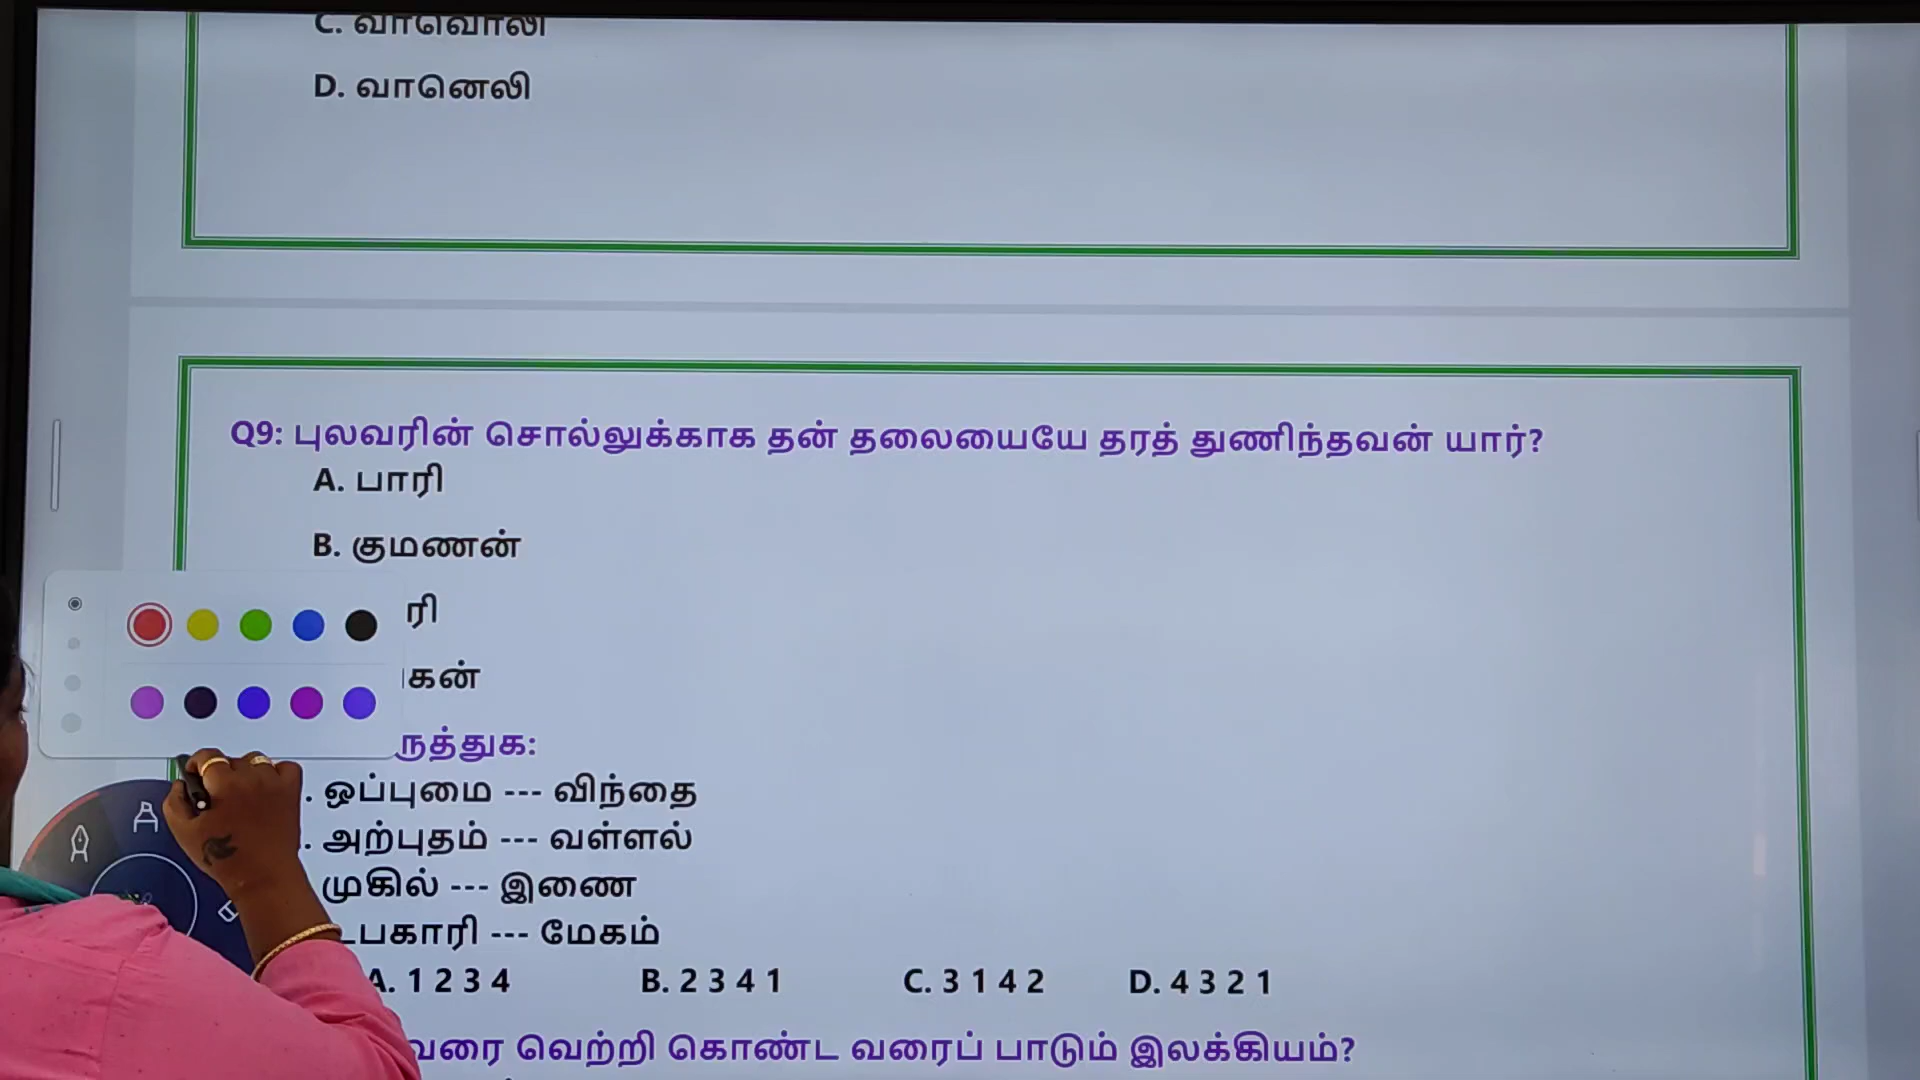 C. வாவொலி
D. வானெலி
Q9: புலவரின் சொல்லுக்காக தன் தலையையே தரத் துணிந்தவன் யார்?
A. பாரி
B. குமணன்
ரி
கன்
ருத்துக:
. ஒப்புமை --- விந்தை
. அற்புதம் --- வள்ளல்
முகில் --- இணை
பகாரி --- மேகம்
A. 1 2 3 4 B. 2 3 4 1 C. 3 1 4 2 D. 4 3 2 1
வரை வெற்றி கொண்ட வரைப் பாடும் இலக்கியம்?